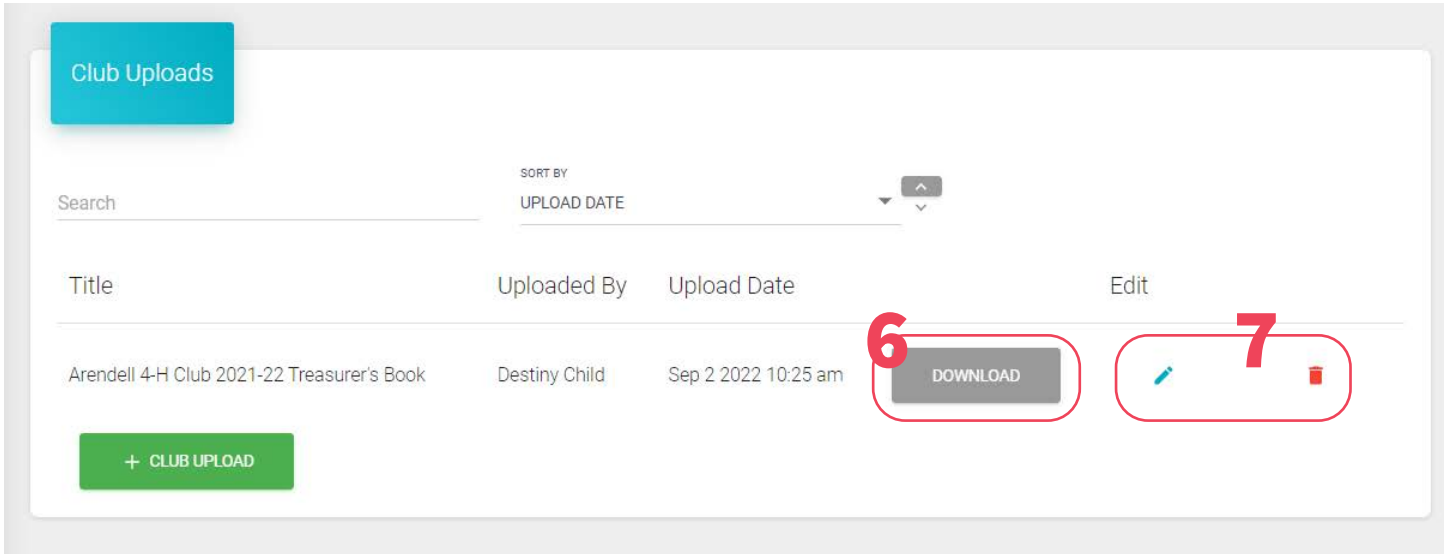 Club Uploads
SORT BY
Search
UPLOAD DATE
Title Uploaded By Upload Date Edit
6 7
Arendell 4-H Club 2021-22 Treasurer's Book Destiny Child Sep 2 2022 10:25 am DOWNLOAD
+ CLUB UPLOAD